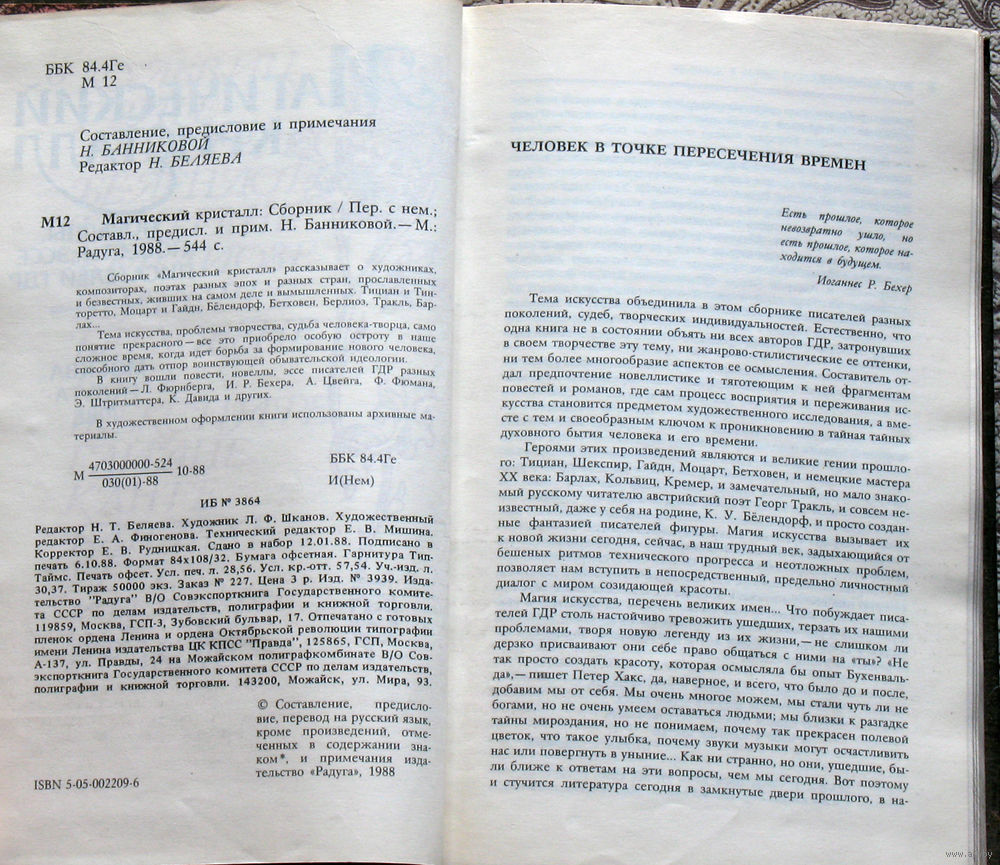 ББК 84.4Ге
М 12
Составление, предисловие и примечания
Н. БАННИКОВОЙ
Редактор Н. БЕЛЯЕВА
М12 Магический кристалл: Сборник / Пер. с нем.;
Составл., предисл. и прим. Н. Банниковой. — М.:
Радуга, 1988. — 544 с.
Сборник «Магический кристалл» рассказывает о художниках,
композиторах, поэтах разных эпох и разных стран, прославленных
и безвестных, живших на самом деле и вымышленных. Тициан и Тин-
торетто, Моцарт и Гайдн, Бёлендорф, Бетховен, Берлиоз, Тракль, Бар-
лах...
Тема искусства, проблемы творчества, судьба человека-творца, само
понятие прекрасного — все это приобрело особую остроту в наше
сложное время, когда идет борьба за формирование нового человека,
способного дать отпор воинствующей обывательской идеологии.
В книгу вошли повести, новеллы, эссе писателей ГДР разных
поколений — Л. Фюрнберга, И. Р. Бехера, А. Цвейга, Ф. Фюмана,
Э. Штритматтера, К. Давида и других.
В художественном оформлении книги использованы архивные ма-
териалы.
М 4703000000-524 10-88
030(01)-88
ББК 84.4Ге
И(Нем)
ИБ № 3864
Редактор Н. Т. Беляева. Художник Л. Ф. Шканов. Художественный
редактор Е. А. Финогенова. Технический редактор Е. В. Мишина.
Корректор Е. В. Рудницкая. Сдано в набор 12.01.88. Подписано в
печать 6.10.88. Формат 84х108/32. Бумага офсетная. Гарнитура Тип-
Таймс. Печать офсет. Усл. печ. л. 28,56. Усл. кр.-отт. 57,54. Уч.-изд. л.
30,37. Тираж 50000 экз. Заказ № 227. Цена 3 р. Изд. № 3939. Изда-
тельство "Радуга" В/О Совэкспорткнига Государственного комите-
та СССР по делам издательств, полиграфии и книжной торговли.
119859, Москва, ГСП-3, Зубовский бульвар, 17. Отпечатано с готовых
пленок ордена Ленина и ордена Октябрьской революции типографии
имени Ленина издательства ЦК КПСС "Правда", 125865, ГСП, Москва,
А-137, ул. Правды, 24 на Можайском полиграфкомбинате В/О Сов-
экспорткнига Государственного комитета СССР по делам издательств,
полиграфии и книжной торговли. 143200, Можайск, ул. Мира, 93.
© Составление, предисло-
вие, перевод на русский язык,
кроме произведений, отме-
ченных в содержании зна-
ком*, и примечания изда-
тельство «Радуга», 1988
ISBN 5-05-002209-6
ЧЕЛОВЕК В ТОЧКЕ ПЕРЕСЕЧЕНИЯ ВРЕМЕН
Есть прошлое, которое
невозвратно ушло, но
есть прошлое, которое на-
ходится в будущем.
Иоганнес Р. Бехер
Тема искусства объединила в этом сборнике писателей разных
поколений, судеб, творческих индивидуальностей. Естественно, что
одна книга не в состоянии объять ни всех авторов ГДР, затронувших
в своем творчестве эту тему, ни жанрово-стилистические ее оттенки,
ни тем более многообразие аспектов ее осмысления. Составитель от-
дал предпочтение новеллистике и тяготеющим к ней фрагментам
повестей и романов, где сам процесс восприятия и переживания ис-
кусства становится предметом художественного исследования, а вме-
сте с тем и своеобразным ключом к проникновению в тайная тайных
духовного бытия человека и его времени.
Героями этих произведений являются и великие гении прошло-
го: Тициан, Шекспир, Гайдн, Моцарт, Бетховен, и немецкие мастера
XX века: Барлах, Кольвиц, Кремер, и замечательный, но мало знако-
мый русскому читателю австрийский поэт Георг Тракль, и совсем не-
известный, даже у себя на родине, К. У. Бёлендорф, и просто создан-
ные фантазией писателей фигуры. Магия искусства вызывает их
к новой жизни сегодня, сейчас, в наш трудный век, задыхающийся от
бешеных ритмов технического прогресса и неотложных проблем,
позволяет нам вступить в непосредственный, предельно личностный
диалог с миром созидающей красоты.
Магия искусства, перечень великих имен... Что побуждает писа-
телей ГДР столь настойчиво тревожить ушедших, терзать их нашими
проблемами, творя новую легенду из их жизни, — не слишком ли
дерзко присваивают они себе право общаться с ними на «ты»? «Не
так просто создать красоту, которая осмысляла бы опыт Бухенваль-
да», — пишет Петер Хакс, да, наверное, и всего, что было до и после,
добавим мы от себя. Мы очень многое можем, мы стали чуть ли не
богами, но не очень умеем оставаться людьми; мы близки к разгадке
тайны мироздания, но не понимаем, почему так прекрасен полевой
цветок, что такое улыбка, почему звуки музыки могут осчастливить
нас или повергнуть в уныние... Как ни странно, но они, ушедшие, бы-
ли ближе к ответам на эти вопросы, чем мы сегодня. Вот поэтому
и стучится литература сегодня в замкнутые двери прошлого, в на-